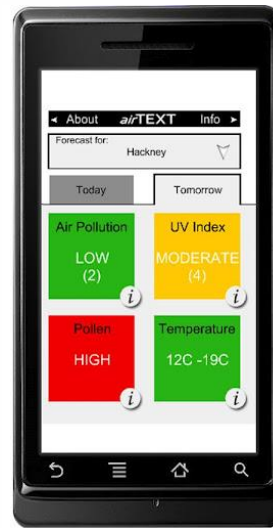 ◄ About airTEXT Info ►
Forecast for:
Hackney
Today Tomorrow
Air Pollution
LOW
(2)
i
UV Index
MODERATE
(4)
i
Pollen
HIGH
i
Temperature
12C -19C
i